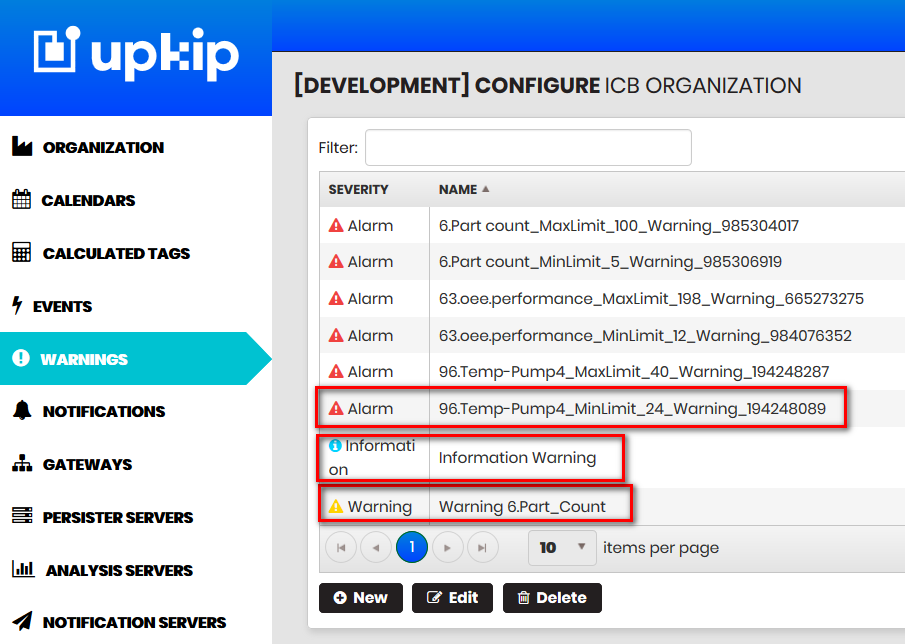 upkip
[DEVELOPMENT] CONFIGURE ICB ORGANIZATION
ORGANIZATION
CALENDARS
CALCULATED TAGS
EVENTS
WARNINGS
NOTIFICATIONS
GATEWAYS
PERSISTER SERVERS
ANALYSIS SERVERS
NOTIFICATION SERVERS
Filter:
SEVERITY NAME
Alarm 6.Part count_MaxLimit_100_Warning_985304017
Alarm 6.Part count_MinLimit_5_Warning_985306919
Alarm 63.oee.performance_MaxLimit_198_Warning_665273275
Alarm 63.oee.performance_MinLimit_12_Warning_984076352
Alarm 96.Temp-Pump4_MaxLimit_40_Warning_194248287
Alarm 96.Temp-Pump4_MinLimit_24_Warning_194248089
Informati
on Information Warning
Warning Warning 6.Part_Count
1 10 items per page
New Edit Delete